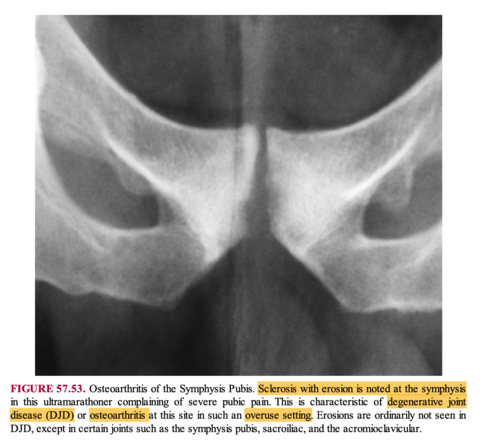 FIGURE 57.53. Osteoarthritis of the Symphysis Pubis. Sclerosis with erosion is noted at the symphysis
in this ultramarathoner complaining of severe pubic pain. This is characteristic of degenerative joint
disease (DJD) or osteoarthritis at this site in such an overuse setting. Erosions are ordinarily not seen in
DJD, except in certain joints such as the symphysis pubis, sacroiliac, and the acromioclavicular.